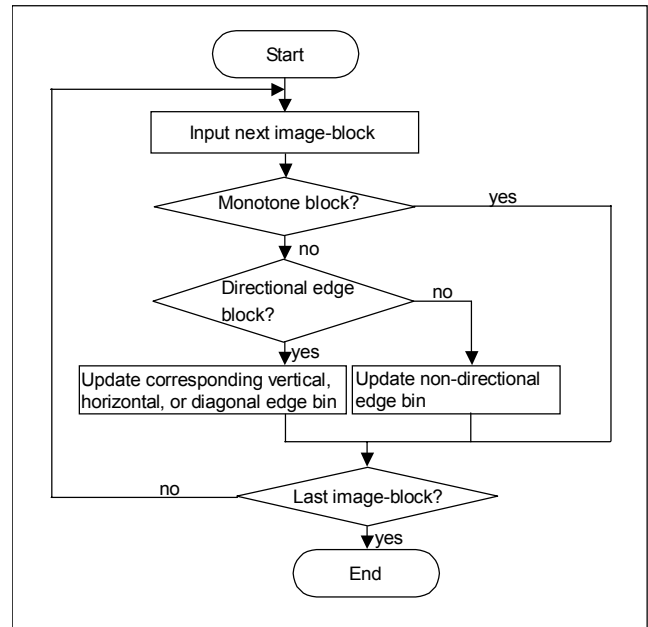 Start
Input next image-block
Monotone block?
yes
no
Directional edge
block?
no
yes
Update corresponding vertical,
horizontal, or diagonal edge bin
Update non-directional
edge bin
no
Last image-block?
yes
End